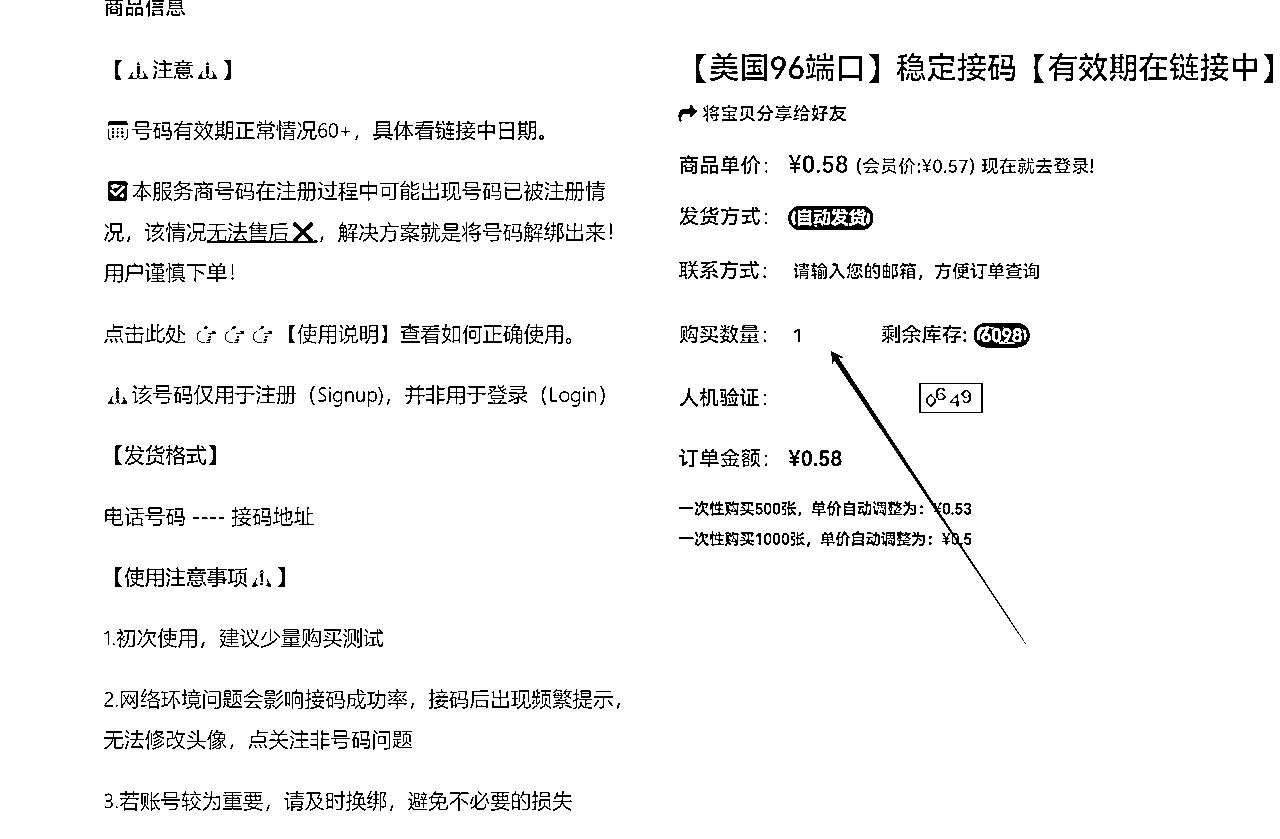 商品信息
【⚠注意⚠】
📅号码有效期正常情况60+，具体看链接中日期。
☑本服务商号码在注册过程中可能出现号码已被注册情
况，该情况无法售后❌，解决方案就是将号码解绑出来！
用户谨慎下单！
点击此处 👉 👉 👉 【使用说明】查看如何正确使用。
⚠该号码仅用于注册（Signup)，并非用于登录（Login）
【发货格式】
电话号码 ---- 接码地址
【使用注意事项⚠】
1.初次使用，建议少量购买测试
2.网络环境问题会影响接码成功率，接码后出现频繁提示，
无法修改头像，点关注非号码问题
3.若账号较为重要，请及时换绑，避免不必要的损失
【美国96端口】稳定接码【有效期在链接中】
将宝贝分享给好友
商品单价： ¥0.58 (会员价:¥0.57) 现在就去登录!
发货方式： 自动发货
联系方式： 请输入您的邮箱，方便订单查询
购买数量： 1 剩余库存: (6098)
人机验证： 0649
订单金额： ¥0.58
一次性购买500张，单价自动调整为：¥0.53
一次性购买1000张，单价自动调整为：¥0.5